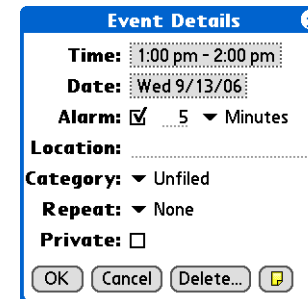 Event Details
Time: 1:00 pm - 2:00 pm
Date: Wed 9/13/06
Alarm: 5 Minutes
Location:
Category: Unfiled
Repeat: None
Private:
OK Cancel Delete...